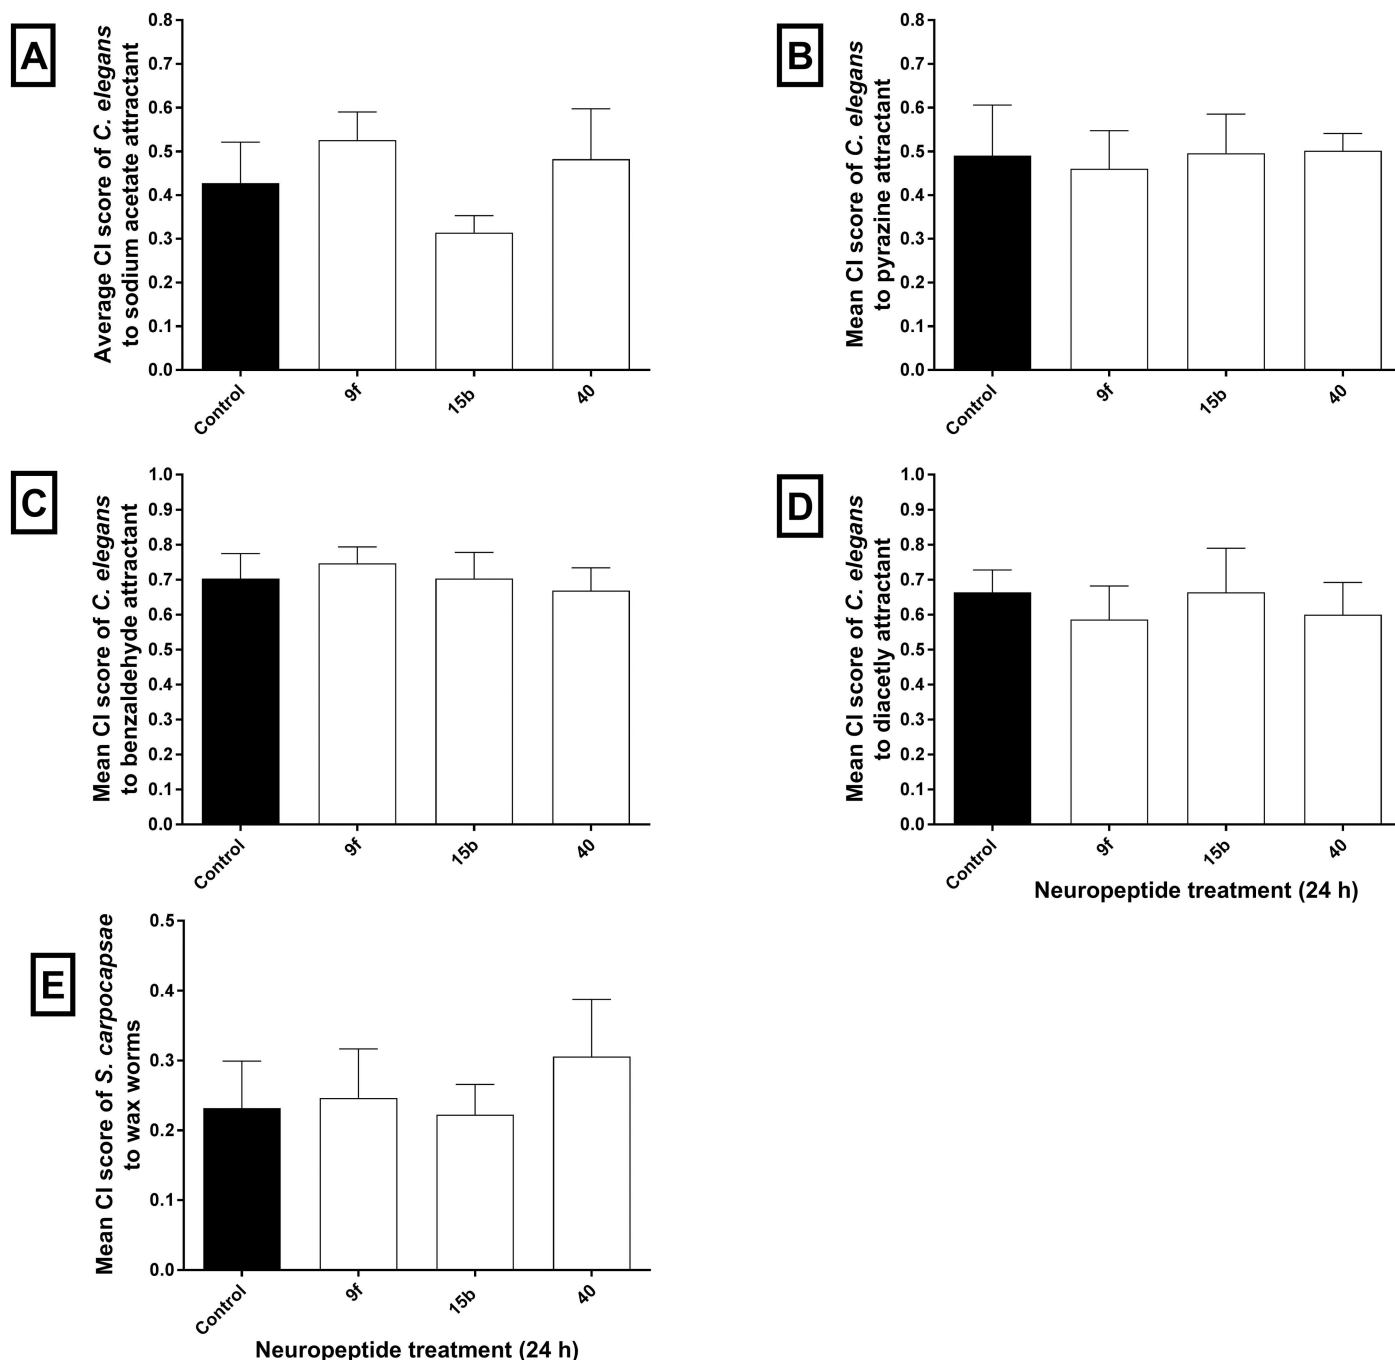 A
Average CI score of C. elegans
to sodium acetate attractant
0.8
0.7
0.6
0.5
0.4
0.3
0.2
0.1
0.0
Control
9f
15b
40
B
Mean CI score of C. elegans
to pyrazine attractant
0.8
0.7
0.6
0.5
0.4
0.3
0.2
0.1
0.0
Control
9f
15b
40
C
Mean CI score of C. elegans
to benzaldehyde attractant
1.0
0.9
0.8
0.7
0.6
0.5
0.4
0.3
0.2
0.1
0.0
Control
9f
15b
40
D
Mean CI score of C. elegans
to diacetly attractant
1.0
0.9
0.8
0.7
0.6
0.5
0.4
0.3
0.2
0.1
0.0
Control
9f
15b
40
Neuropeptide treatment (24 h)
E
Mean CI score of S. carpocapsae
to wax worms
0.5
0.4
0.3
0.2
0.1
0.0
Control
9f
15b
40
Neuropeptide treatment (24 h)